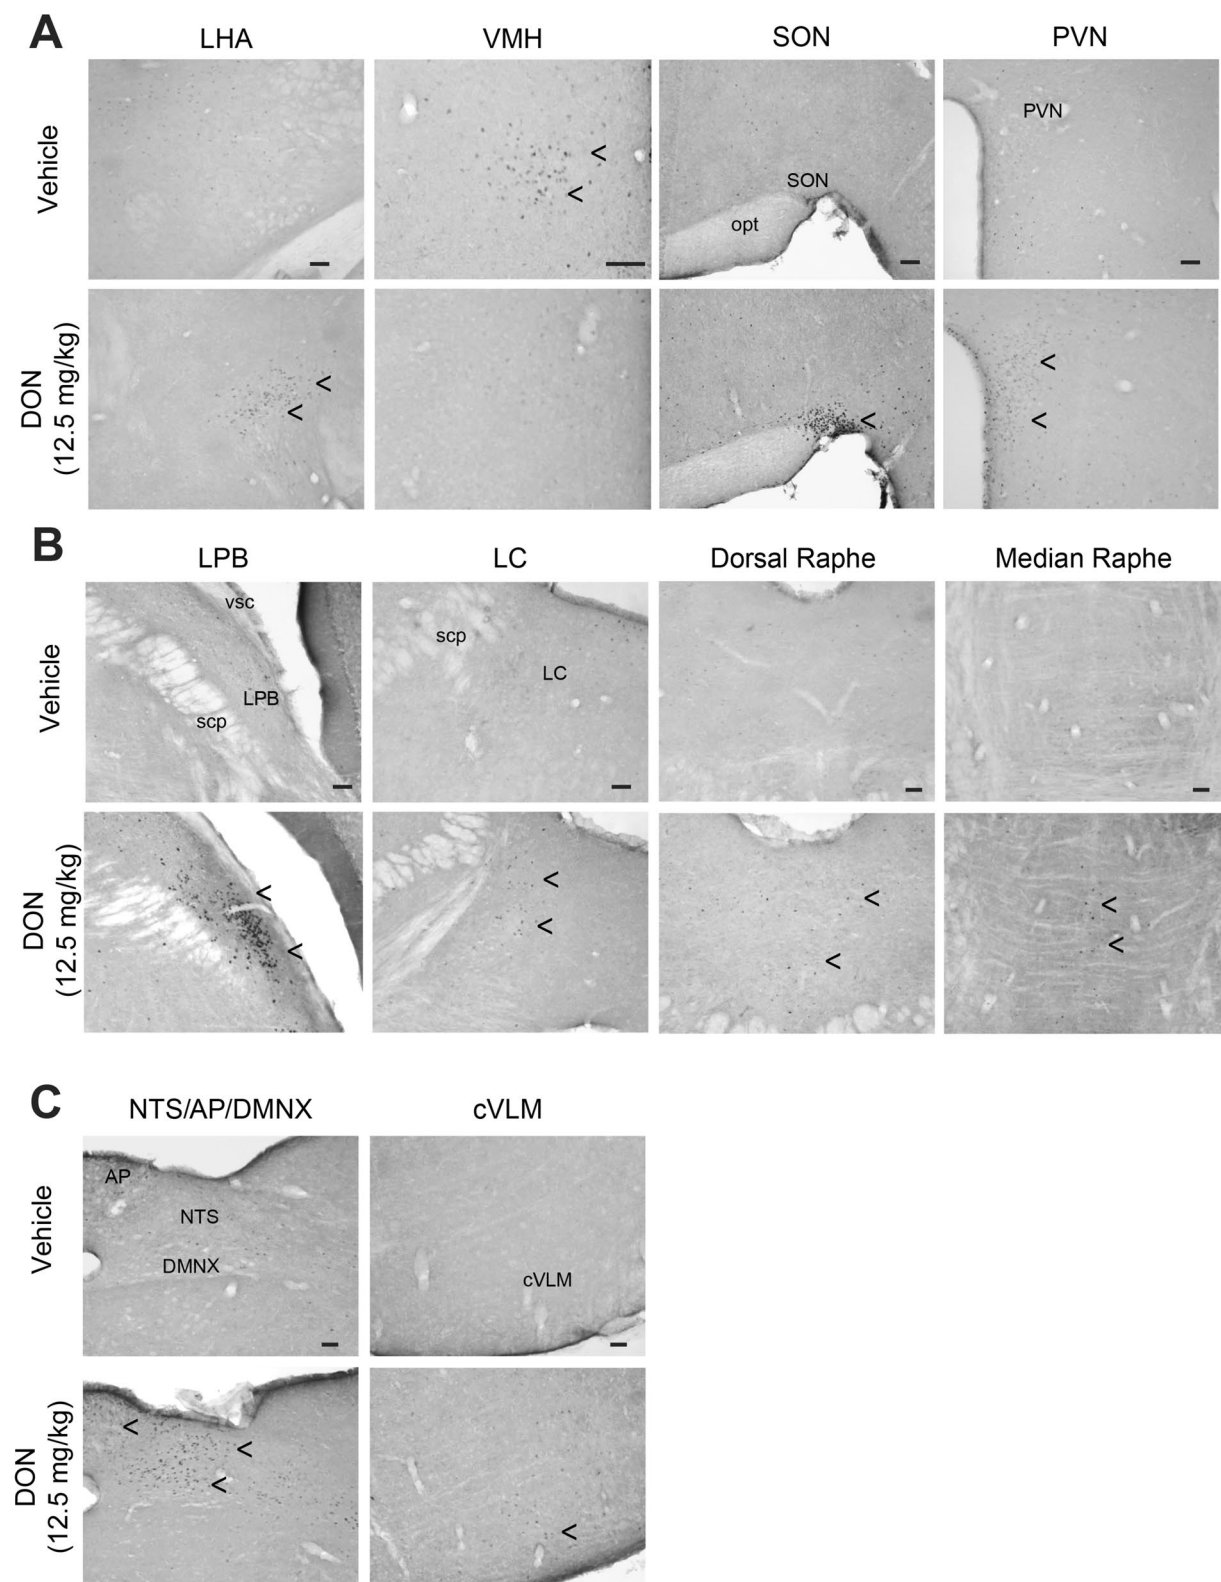 A
LHA VMH SON PVN
Vehicle
PVN
SON
opt
<
<
DON
(12.5 mg/kg)
<
<
<
<
<
B
LPB LC Dorsal Raphe Median Raphe
Vehicle
vsc
scp
LC
LPB
scp
DON
(12.5 mg/kg)
<
<
<
<
<
<
<
<
C
NTS/AP/DMNX cVLM
Vehicle
AP
NTS
DMNX
cVLM
DON
(12.5 mg/kg)
<
<
<
<